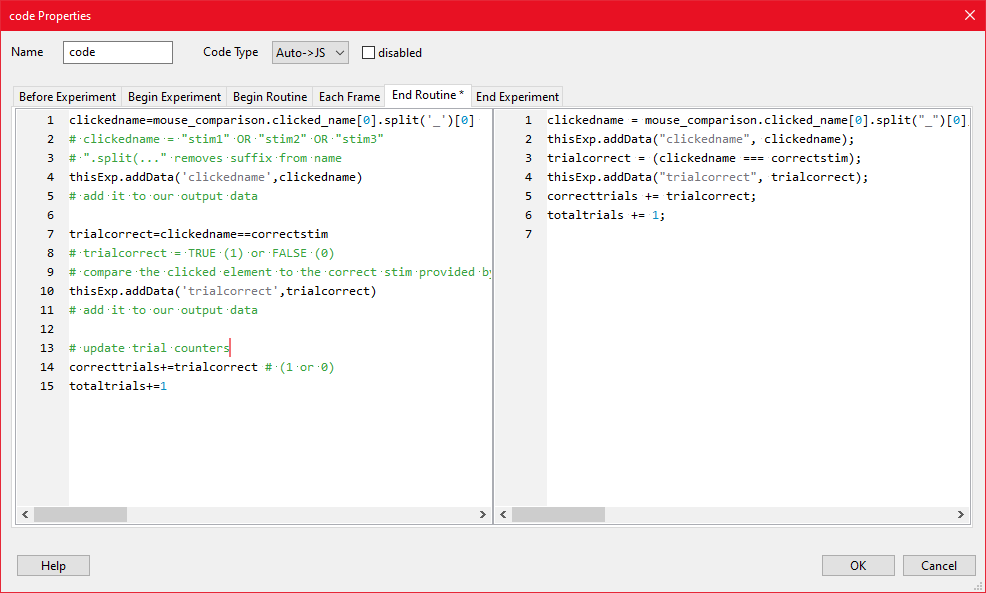 code Properties
Name code Code Type Auto->JS disabled
Before Experiment Begin Experiment Begin Routine Each Frame End Routine * End Experiment
1 clickedname=mouse_comparison.clicked_name[0].split('_')[0]
2 # clickedname = "stim1" OR "stim2" OR "stim3"
3 # ".split(..." removes suffix from name
4 thisExp.addData('clickedname',clickedname)
5 # add it to our output data
6
7 trialcorrect=clickedname==correctstim
8 # trialcorrect = TRUE (1) or FALSE (0)
9 # compare the clicked element to the correct stim provided by
10 thisExp.addData('trialcorrect',trialcorrect)
11 # add it to our output data
12
13 # update trial counters
14 correcttrials+=trialcorrect # (1 or 0)
15 totaltrials+=1
1 clickedname = mouse_comparison.clicked_name[0].split("_")[0]
2 thisExp.addData("clickedname", clickedname);
3 trialcorrect = (clickedname === correctstim);
4 thisExp.addData("trialcorrect", trialcorrect);
5 correcttrials += trialcorrect;
6 totaltrials += 1;
7
Help OK Cancel